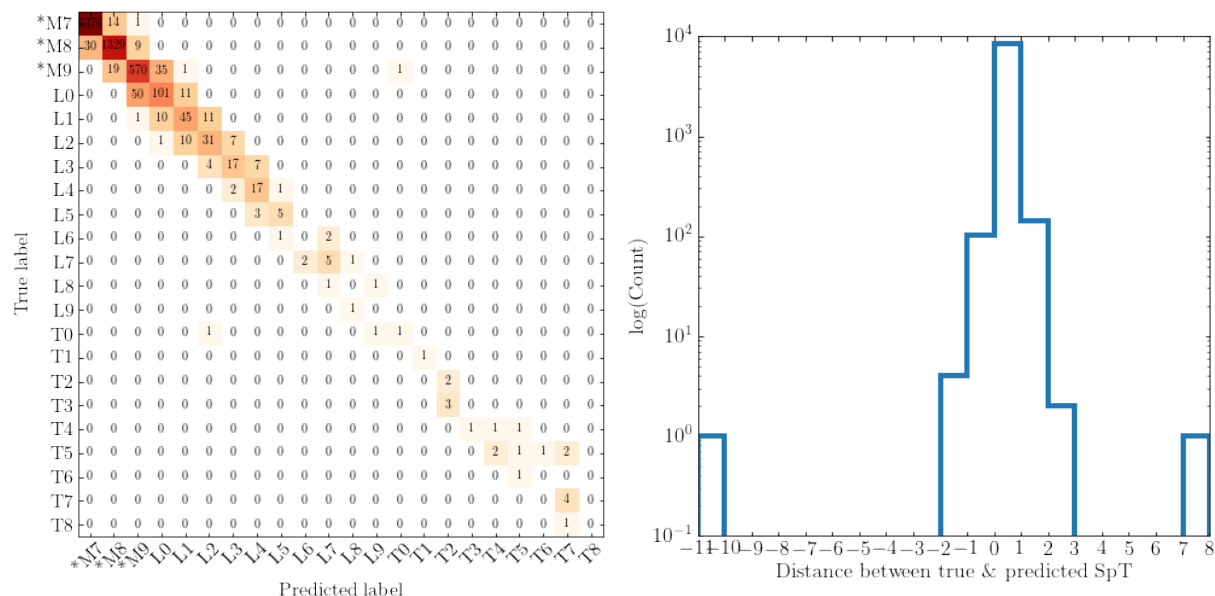 True label
*M7 14 1 0 0 0 0 0 0 0 0 0 0 0 0 0 0 0 0 0 0 0
*M8 30 1329 9 0 0 0 0 0 0 0 0 0 0 0 0 0 0 0 0 0 0 0
*M9 0 19 570 35 1 0 0 0 0 0 0 0 0 1 0 0 0 0 0 0 0 0
L0 0 0 50 101 11 0 0 0 0 0 0 0 0 0 0 0 0 0 0 0 0 0
L1 0 0 1 10 45 11 0 0 0 0 0 0 0 0 0 0 0 0 0 0 0 0
L2 0 0 0 1 10 31 7 0 0 0 0 0 0 0 0 0 0 0 0 0 0 0
L3 0 0 0 0 0 4 17 7 0 0 0 0 0 0 0 0 0 0 0 0 0 0
L4 0 0 0 0 0 0 2 17 1 0 0 0 0 0 0 0 0 0 0 0 0 0
L5 0 0 0 0 0 0 0 3 5 0 0 0 0 0 0 0 0 0 0 0 0 0
L6 0 0 0 0 0 0 0 0 1 0 2 0 0 0 0 0 0 0 0 0 0 0
L7 0 0 0 0 0 0 0 0 0 2 5 1 0 0 0 0 0 0 0 0 0 0
L8 0 0 0 0 0 0 0 0 0 0 1 0 1 0 0 0 0 0 0 0 0 0
L9 0 0 0 0 0 0 0 0 0 0 0 1 0 0 0 0 0 0 0 0 0 0
T0 0 0 0 0 0 1 0 0 0 0 0 0 1 1 0 0 0 0 0 0 0 0
T1 0 0 0 0 0 0 0 0 0 0 0 0 0 0 1 0 0 0 0 0 0 0
T2 0 0 0 0 0 0 0 0 0 0 0 0 0 0 0 2 0 0 0 0 0 0
T3 0 0 0 0 0 0 0 0 0 0 0 0 0 0 0 3 0 0 0 0 0 0
T4 0 0 0 0 0 0 0 0 0 0 0 0 0 0 0 0 1 1 1 0 0 0
T5 0 0 0 0 0 0 0 0 0 0 0 0 0 0 0 0 0 2 1 1 2 0
T6 0 0 0 0 0 0 0 0 0 0 0 0 0 0 0 0 0 0 1 0 0 0
T7 0 0 0 0 0 0 0 0 0 0 0 0 0 0 0 0 0 0 0 0 4 0
T8 0 0 0 0 0 0 0 0 0 0 0 0 0 0 0 0 0 0 0 0 1 0
*M7 *M8 *M9 L0 L1 L2 L3 L4 L5 L6 L7 L8 L9 T0 T1 T2 T3 T4 T5 T6 T7 T8
Predicted label
log(Count)
10⁴
10³
10²
10¹
10⁰
10⁻¹
−11 −10 −9 −8 −7 −6 −5 −4 −3 −2 −1 0 1 2 3 4 5 6 7 8
Distance between true & predicted SpT